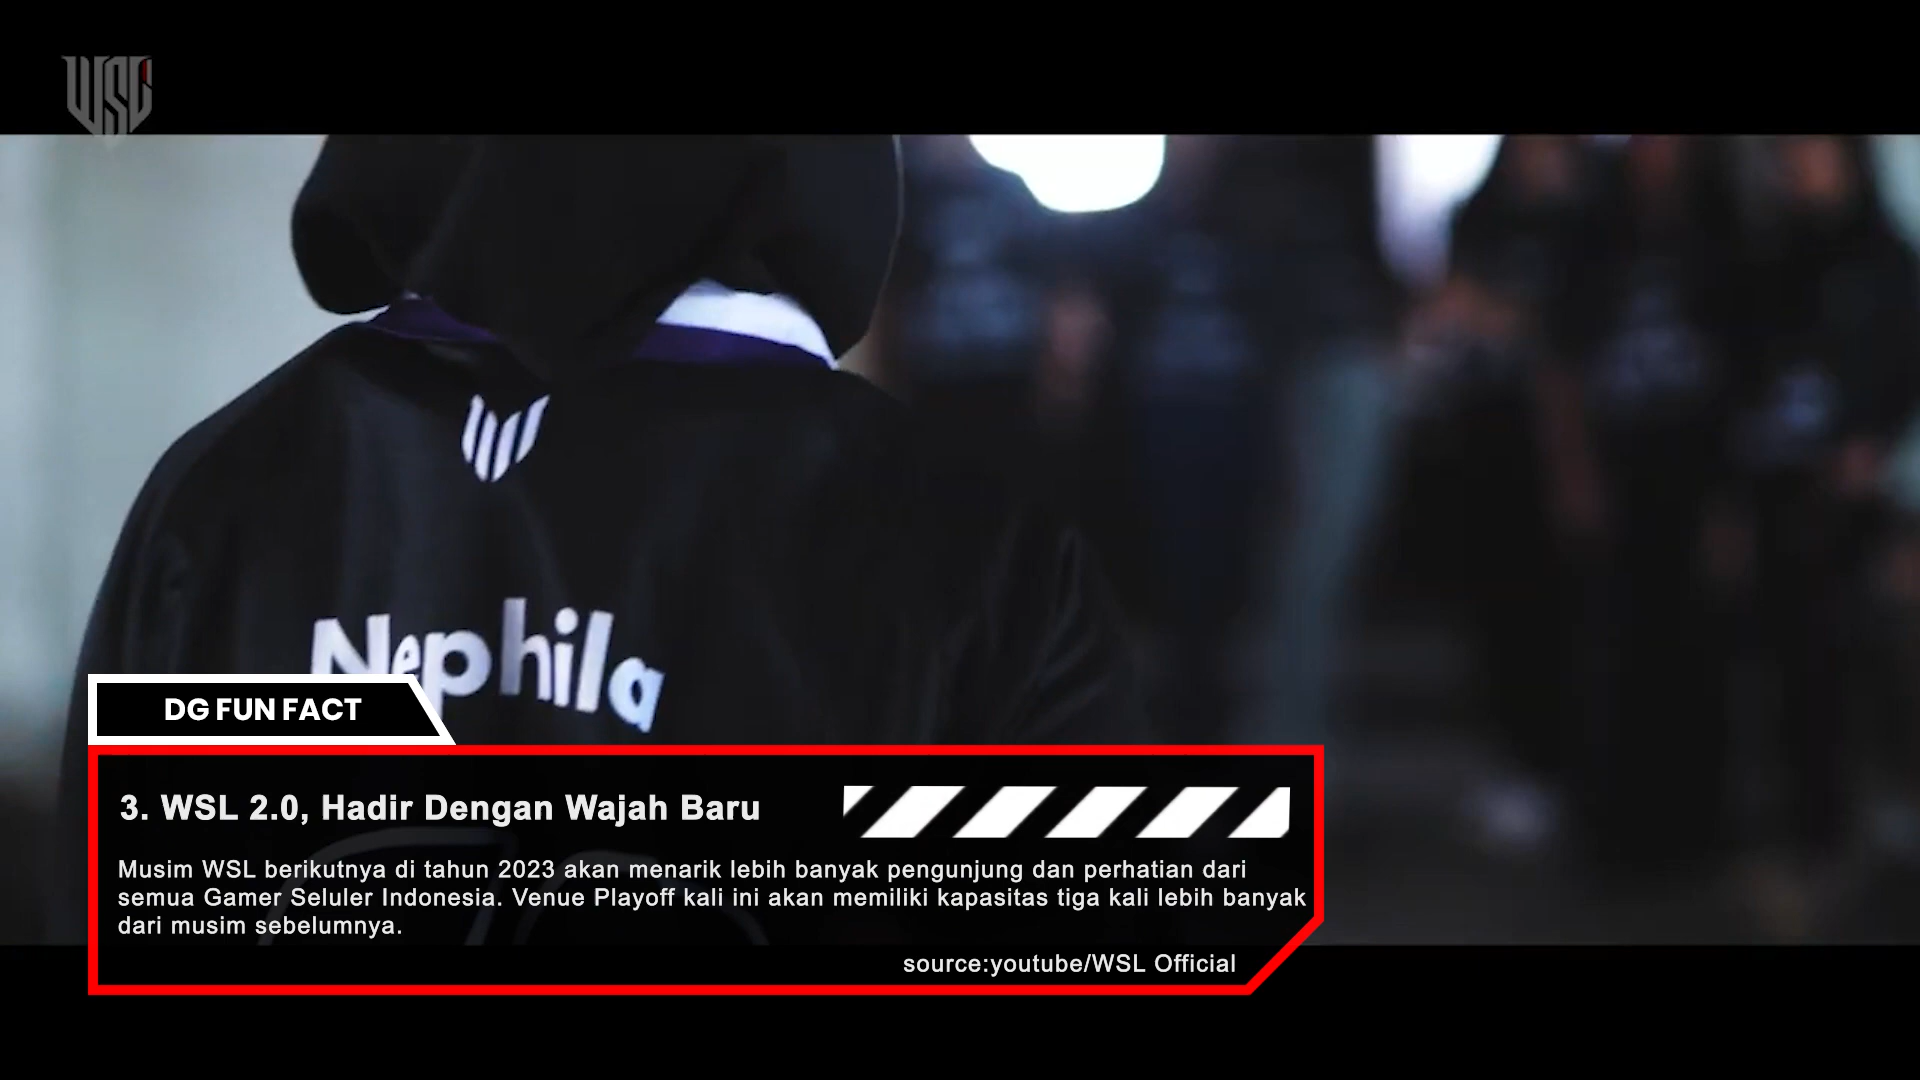 WSL
Nephila
DG FUN FACT
3. WSL 2.0, Hadir Dengan Wajah Baru
Musim WSL berikutnya di tahun 2023 akan menarik lebih banyak pengunjung dan perhatian dari
semua Gamer Seluler Indonesia. Venue Playoff kali ini akan memiliki kapasitas tiga kali lebih banyak
dari musim sebelumnya.
source:youtube/WSL Official